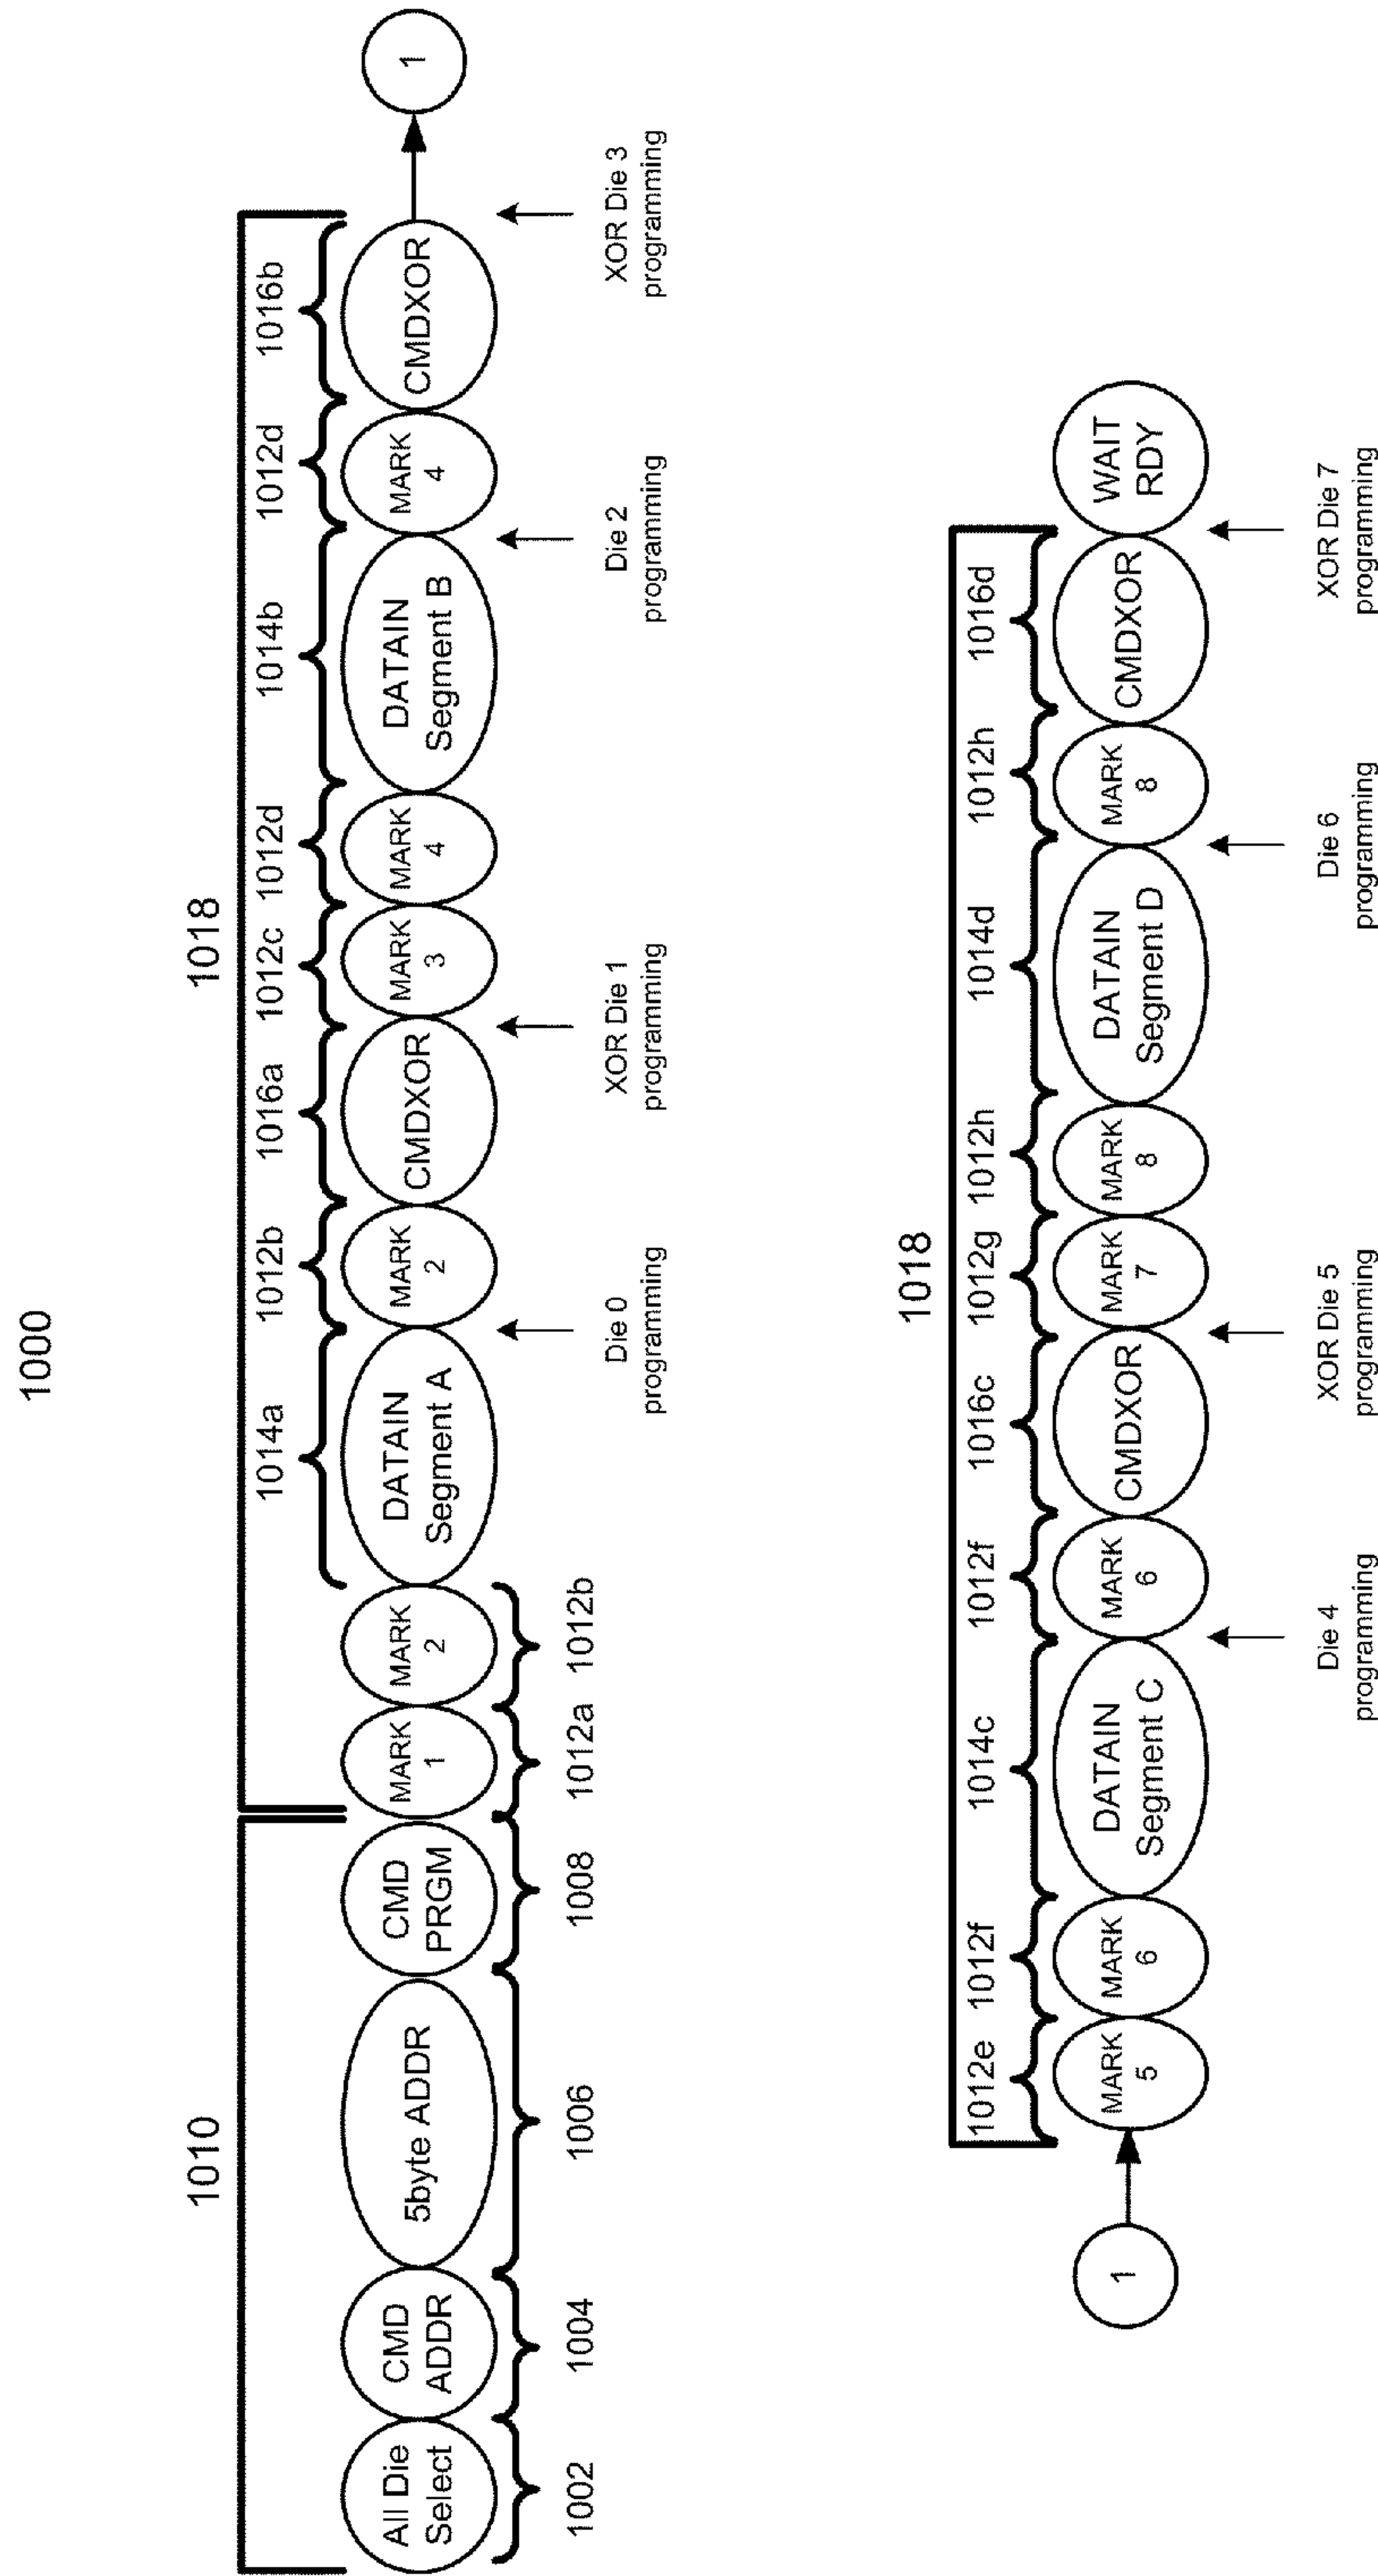 1000
1010
1018
1014a
1012b
1016a
1012c
1012d
1014b
1012d
1016b
All Die
Select
CMD
ADDR
5byte ADDR
CMD
PRGM
MARK
1
MARK
2
DATAIN
Segment A
MARK
2
CMDXOR
MARK
3
MARK
4
DATAIN
Segment B
MARK
4
CMDXOR
1
1002
1004
1006
1008
1012a
1012b
Die 0
programming
XOR Die 1
programming
Die 2
programming
XOR Die 3
programming
1018
1012e
1012f
1014c
1012f
1016c
1012g
1012h
1014d
1012h
1016d
1
MARK
5
MARK
6
DATAIN
Segment C
MARK
6
CMDXOR
MARK
7
MARK
8
DATAIN
Segment D
MARK
8
CMDXOR
WAIT
RDY
Die 4
programming
XOR Die 5
programming
Die 6
programming
XOR Die 7
programming